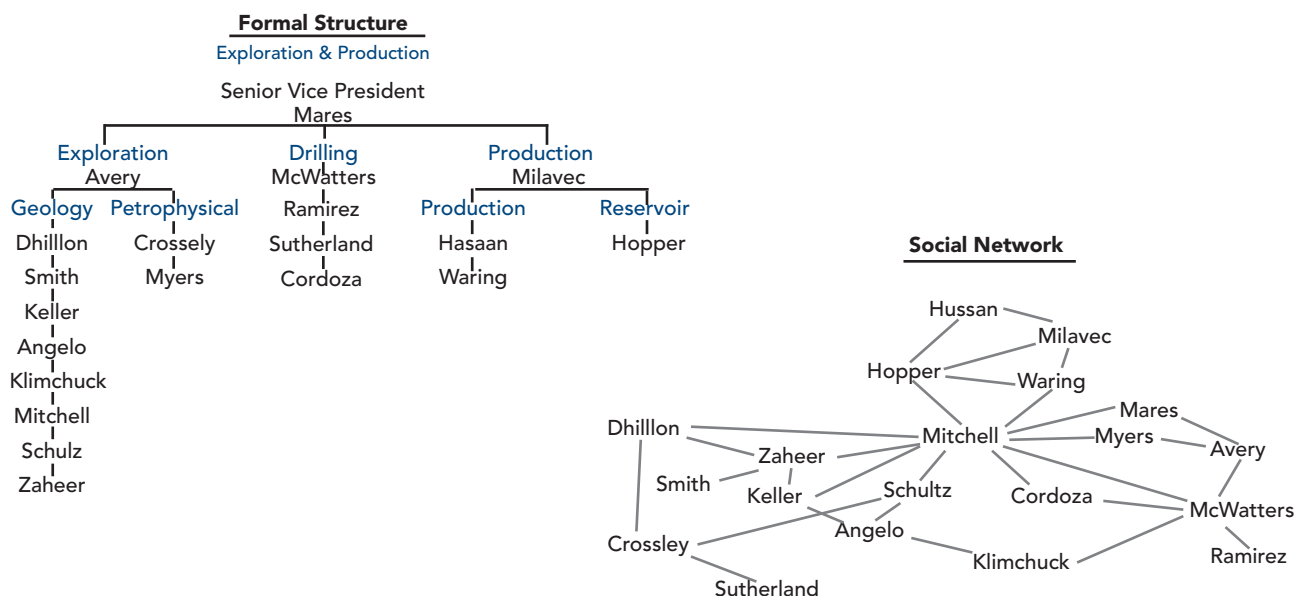 Formal Structure
Exploration & Production
Senior Vice President
Mares
Exploration Drilling Production
Avery McWatters Milavec
Geology Petrophysical Ramirez Production Reservoir
Dhilllon Crossely Sutherland Hasaan Hopper
Smith Myers Cordoza Waring
Keller
Angelo
Klimchuck
Mitchell
Schulz
Zaheer
Social Network
Hussan
Milavec
Hopper
Waring
Mares
Dhilllon Mitchell Myers
Avery
Zaheer
Smith
Keller Schultz Cordoza
McWatters
Angelo
Crossley
Klimchuck Ramirez
Sutherland